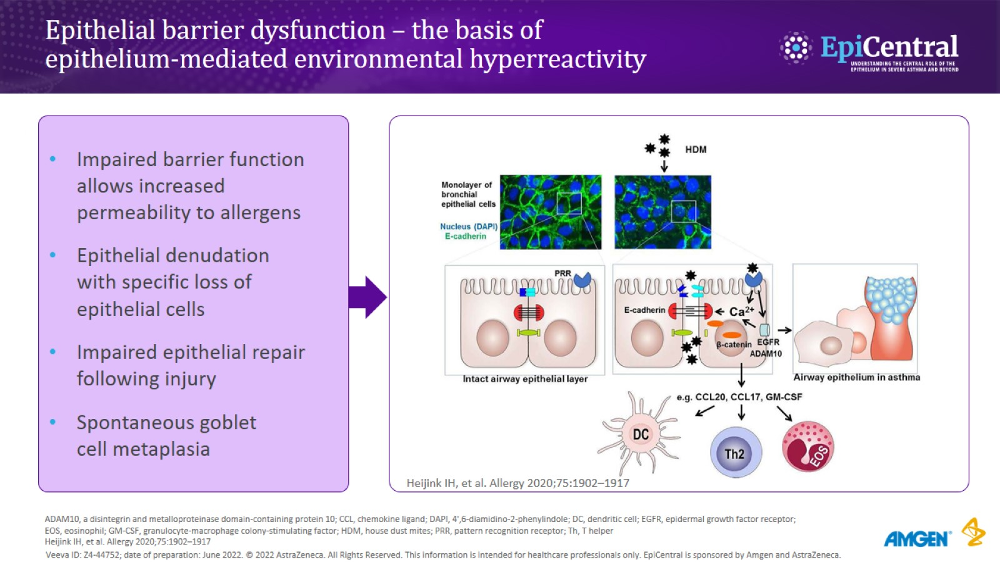 Epithelial barrier dysfunction – the basis of
epithelium-mediated environmental hyperreactivity
EpiCentral
UNDERSTANDING THE CENTRAL ROLE OF THE
EPITHELIUM IN SEVERE ASTHMA AND BEYOND
• Impaired barrier function
allows increased
permeability to allergens
• Epithelial denudation
with specific loss of
epithelial cells
• Impaired epithelial repair
following injury
• Spontaneous goblet
cell metaplasia
HDM
Monolayer of
bronchial
epithelial cells
Nucleus (DAPI)
E-cadherin
PRR
E-cadherin
Ca2+
β-catenin
EGFR
ADAM10
Intact airway epithelial layer
Airway epithelium in asthma
e.g. CCL20, CCL17, GM-CSF
DC
Th2
EOS
Heijink IH, et al. Allergy 2020;75:1902–1917
ADAM10, a disintegrin and metalloproteinase domain-containing protein 10; CCL, chemokine ligand; DAPI, 4',6-diamidino-2-phenylindole; DC, dendritic cell; EGFR, epidermal growth factor receptor;
EOS, eosinophil; GM-CSF, granulocyte-macrophage colony-stimulating factor; HDM, house dust mites; PRR, pattern recognition receptor; Th, T helper
Heijink IH, et al. Allergy 2020;75:1902–1917
Veeva ID: Z4-44752; date of preparation: June 2022. © 2022 AstraZeneca. All Rights Reserved. This information is intended for healthcare professionals only. EpiCentral is sponsored by Amgen and AstraZeneca.
AMGEN®